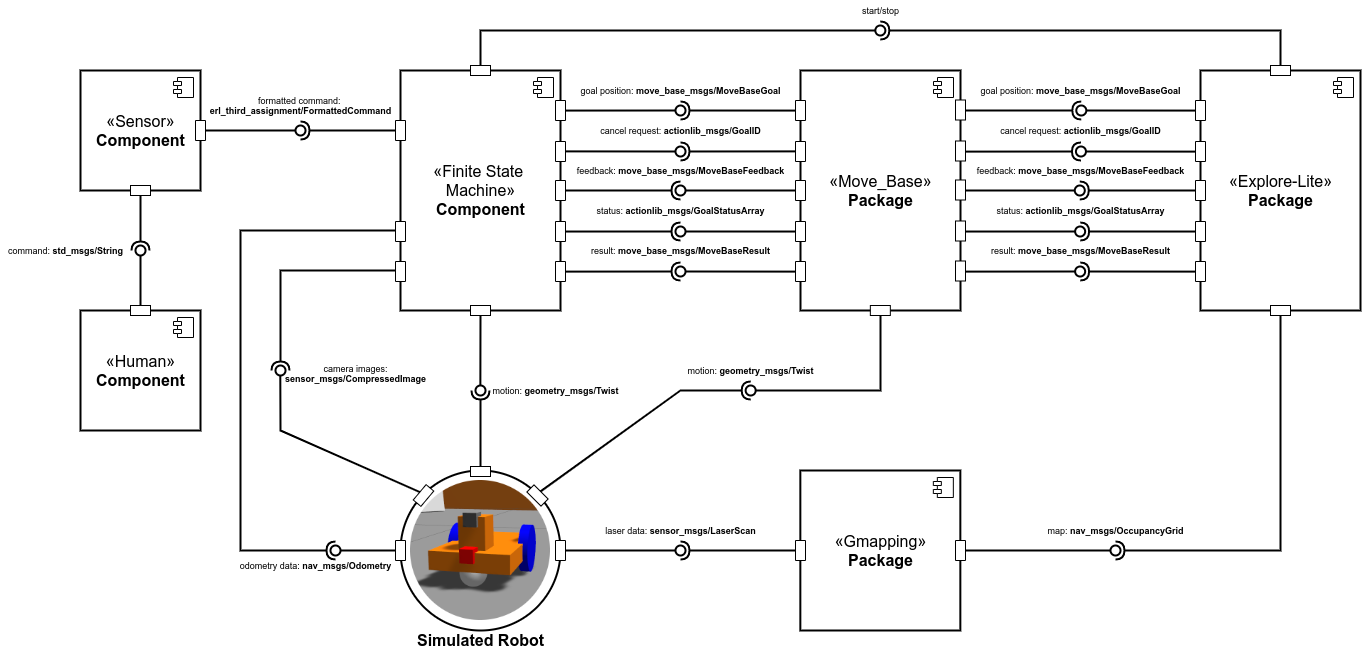 start/stop
«Sensor»
Component
formatted command:
erl_third_assignment/FormattedCommand
«Finite State
Machine»
Component
goal position: move_base_msgs/MoveBaseGoal
cancel request: actionlib_msgs/GoalID
feedback: move_base_msgs/MoveBaseFeedback
status: actionlib_msgs/GoalStatusArray
result: move_base_msgs/MoveBaseResult
«Move_Base»
Package
goal position: move_base_msgs/MoveBaseGoal
cancel request: actionlib_msgs/GoalID
feedback: move_base_msgs/MoveBaseFeedback
status: actionlib_msgs/GoalStatusArray
result: move_base_msgs/MoveBaseResult
«Explore-Lite»
Package
command: std_msgs/String
«Human»
Component
camera images:
sensor_msgs/CompressedImage
motion: geometry_msgs/Twist
motion: geometry_msgs/Twist
odometry data: nav_msgs/Odometry
laser data: sensor_msgs/LaserScan
«Gmapping»
Package
map: nav_msgs/OccupancyGrid
Simulated Robot